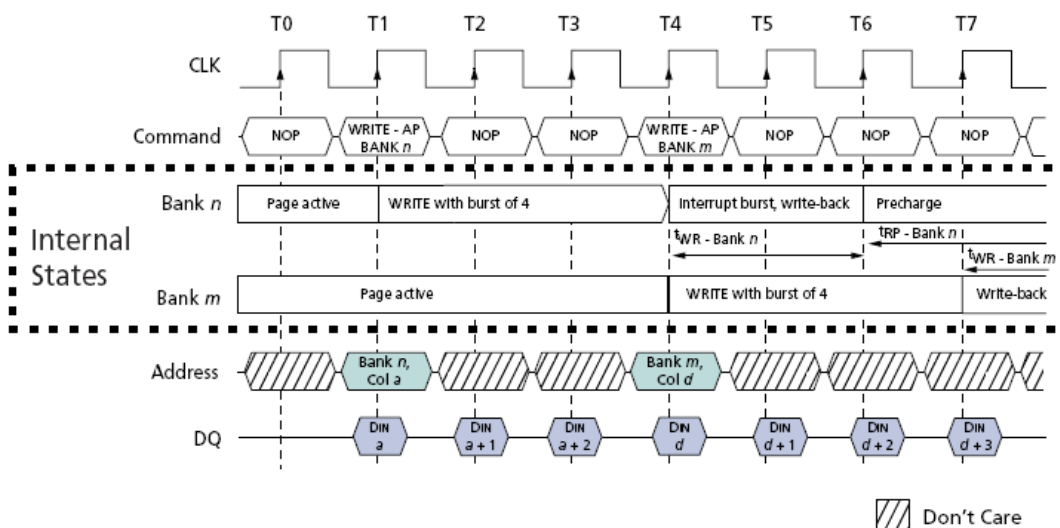 T0 T1 T2 T3 T4 T5 T6 T7
CLK
Command NOP WRITE - AP BANK n NOP NOP WRITE - AP BANK m NOP NOP NOP
Internal States
Bank n Page active WRITE with burst of 4 Interrupt burst, write-back Precharge
tWR - Bank n tRP - Bank n
tWR - Bank m
Bank m Page active WRITE with burst of 4 Write-back
Address Bank n, Col a Bank m, Col d
DQ DIN a DIN a + 1 DIN a + 2 DIN d DIN d + 1 DIN d + 2 DIN d + 3
Don't Care